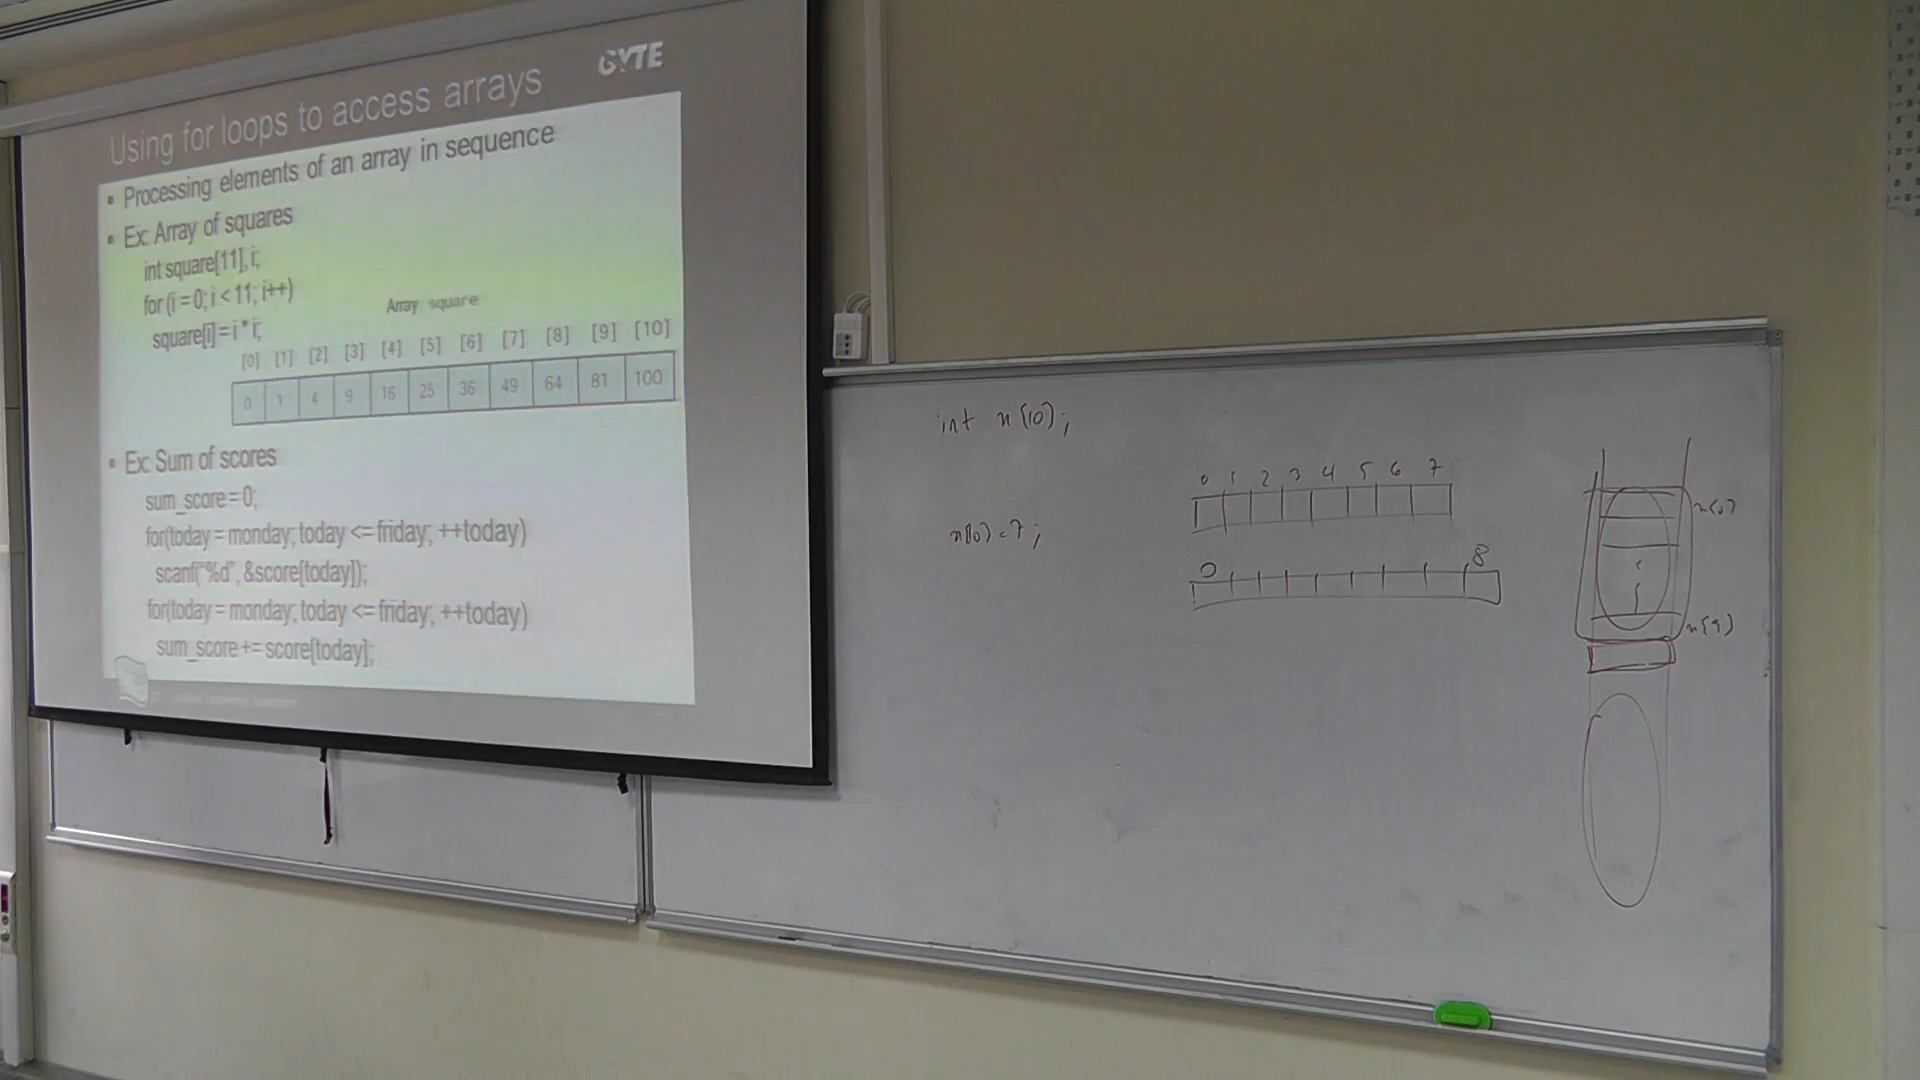 GYTE
Using for loops to access arrays
▪ Processing elements of an array in sequence
▪ Ex: Array of squares
int square[11], i;
for (i = 0; i < 11; i++)
square[i] = i * i;
Array square
[0] [1] [2] [3] [4] [5] [6] [7] [8] [9] [10]
0 1 4 9 16 25 36 49 64 81 100
▪ Ex: Sum of scores
sum_score = 0;
for(today = monday; today <= friday; ++today)
scanf("%d", &score[today]);
for(today = monday; today <= friday; ++today)
sum_score += score[today];
int x[10];
x[10] = 7;
0 1 2 3 4 5 6 7
0 8
x[0]
x[9]